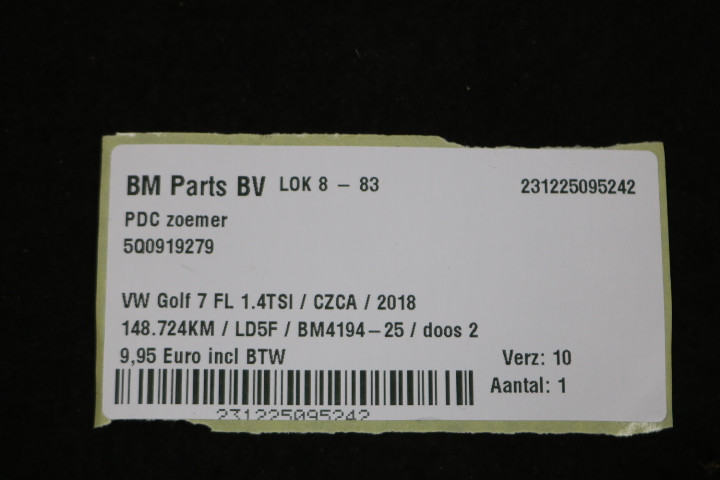 BM Parts BV LOK 8 - 83 231225095242
PDC zoemer
5Q0919279
VW Golf 7 FL 1.4TSI / CZCA / 2018
148.724KM / LD5F / BM4194-25 / doos 2
9,95 Euro incl BTW Verz: 10
Aantal: 1
231225095242